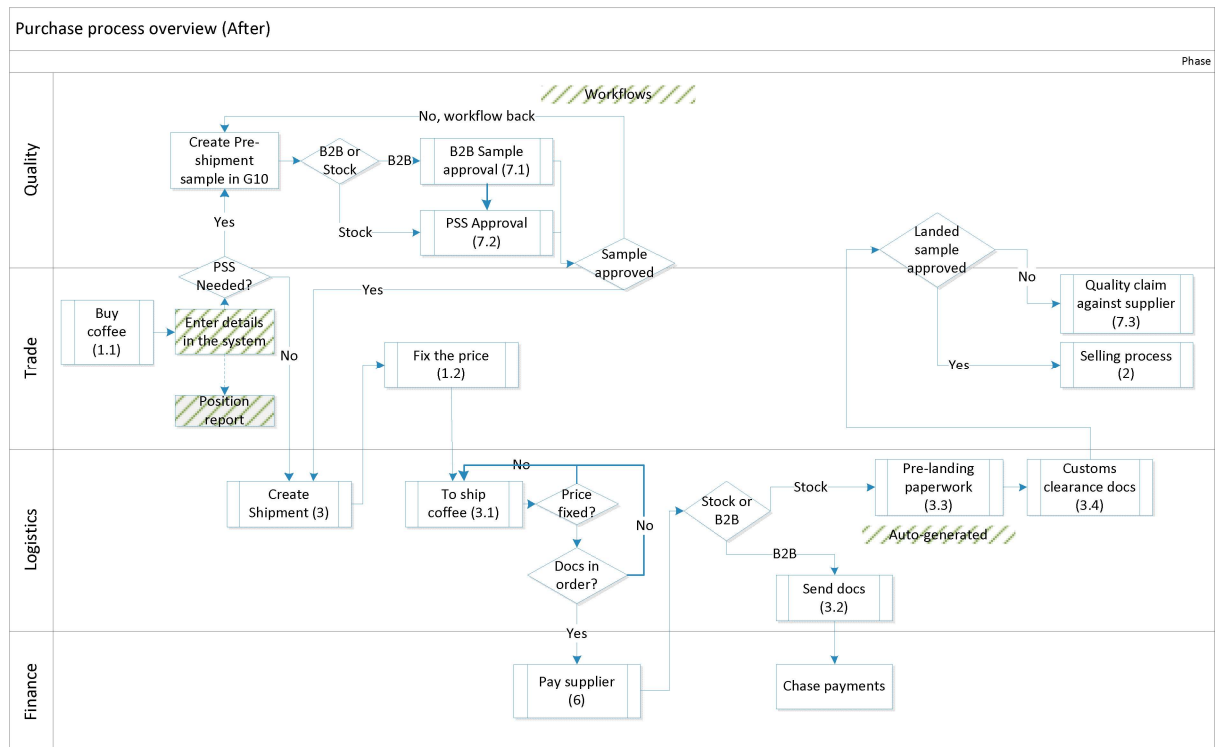 Purchase process overview (After)
Phase
Quality
Workflows
No, workflow back
Create Pre-
shipment
sample in G10
B2B or
Stock
B2B
B2B Sample
approval (7.1)
Yes
Stock
PSS Approval
(7.2)
Sample
approved
Landed
sample
approved
No
Trade
PSS
Needed?
Yes
Buy
coffee
(1.1)
Enter details
in the system
No
Position
report
Fix the price
(1.2)
Quality claim
against supplier
(7.3)
Yes
Selling process
(2)
Logistics
Create
Shipment (3)
No
To ship
coffee (3.1)
Price
fixed?
No
Docs in
order?
Stock or
B2B
Stock
Pre-landing
paperwork
(3.3)
Customs
clearance docs
(3.4)
Auto-generated
B2B
Send docs
(3.2)
Yes
Finance
Pay supplier
(6)
Chase payments